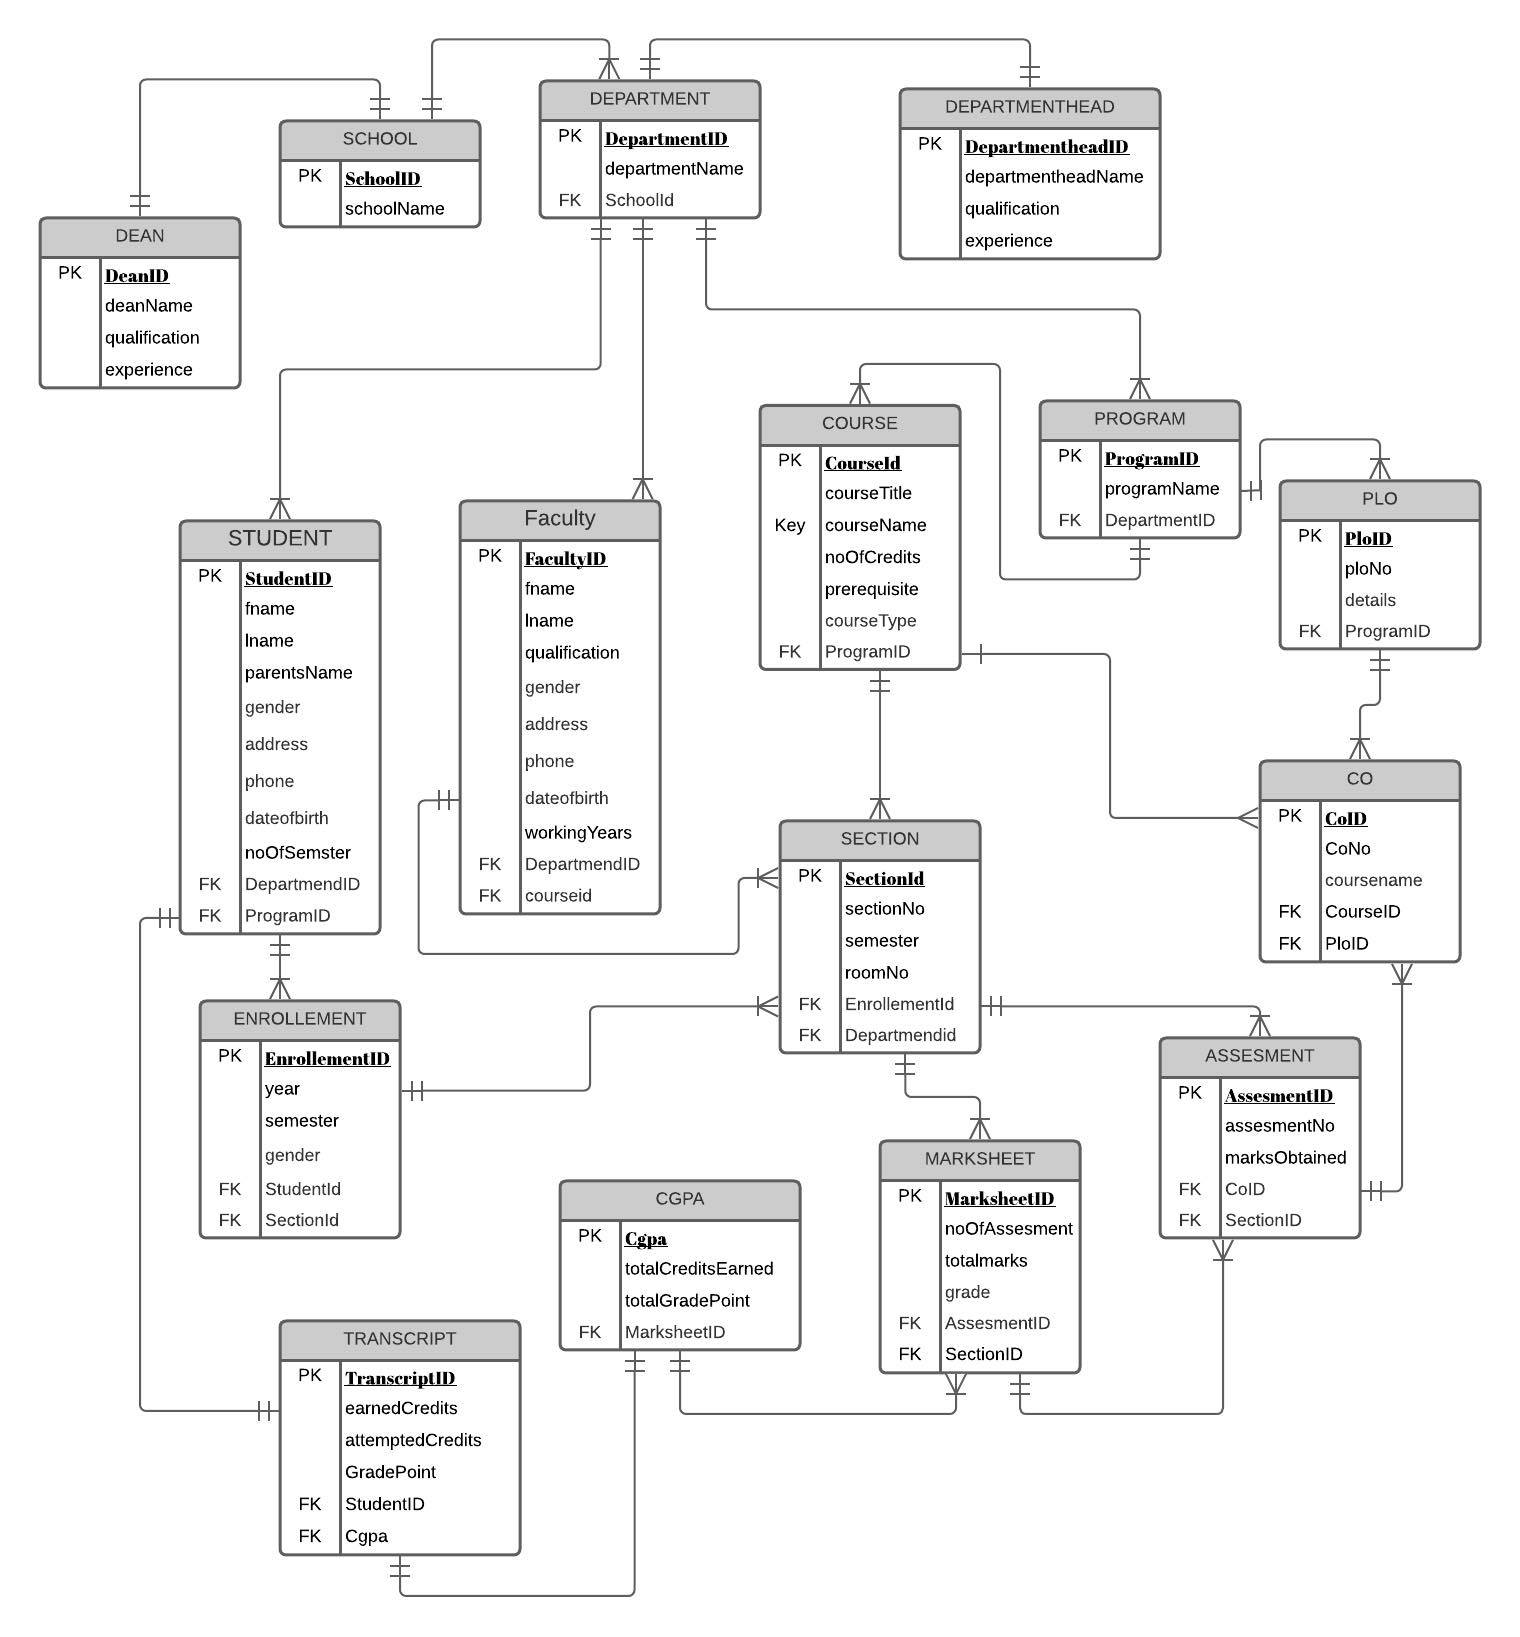 DEPARTMENT
PK DepartmentID
departmentName
FK SchoolId
DEPARTMENTHEAD
PK DepartmentheadID
departmentheadName
qualification
experience
SCHOOL
PK SchoolID
schoolName
DEAN
PK DeanID
deanName
qualification
experience
COURSE
PK CourseId
courseTitle
Key courseName
noOfCredits
prerequisite
courseType
FK ProgramID
PROGRAM
PK ProgramID
programName
FK DepartmentID
PLO
PK PloID
ploNo
details
FK ProgramID
STUDENT
PK StudentID
fname
lname
parentsName
gender
address
phone
dateofbirth
noOfSemster
FK DepartmendID
FK ProgramID
Faculty
PK FacultyID
fname
lname
qualification
gender
address
phone
dateofbirth
workingYears
FK DepartmendID
FK courseid
SECTION
PK SectionId
sectionNo
semester
roomNo
FK EnrollementId
FK Departmendid
CO
PK CoID
CoNo
coursename
FK CourseID
FK PloID
ENROLLEMENT
PK EnrollementID
year
semester
gender
FK StudentId
FK SectionId
ASSESMENT
PK AssesmentID
assesmentNo
marksObtained
FK CoID
FK SectionID
MARKSHEET
PK MarksheetID
noOfAssesment
totalmarks
grade
FK AssesmentID
FK SectionID
CGPA
PK Cgpa
totalCreditsEarned
totalGradePoint
FK MarksheetID
TRANSCRIPT
PK TranscriptID
earnedCredits
attemptedCredits
GradePoint
FK StudentID
FK Cgpa